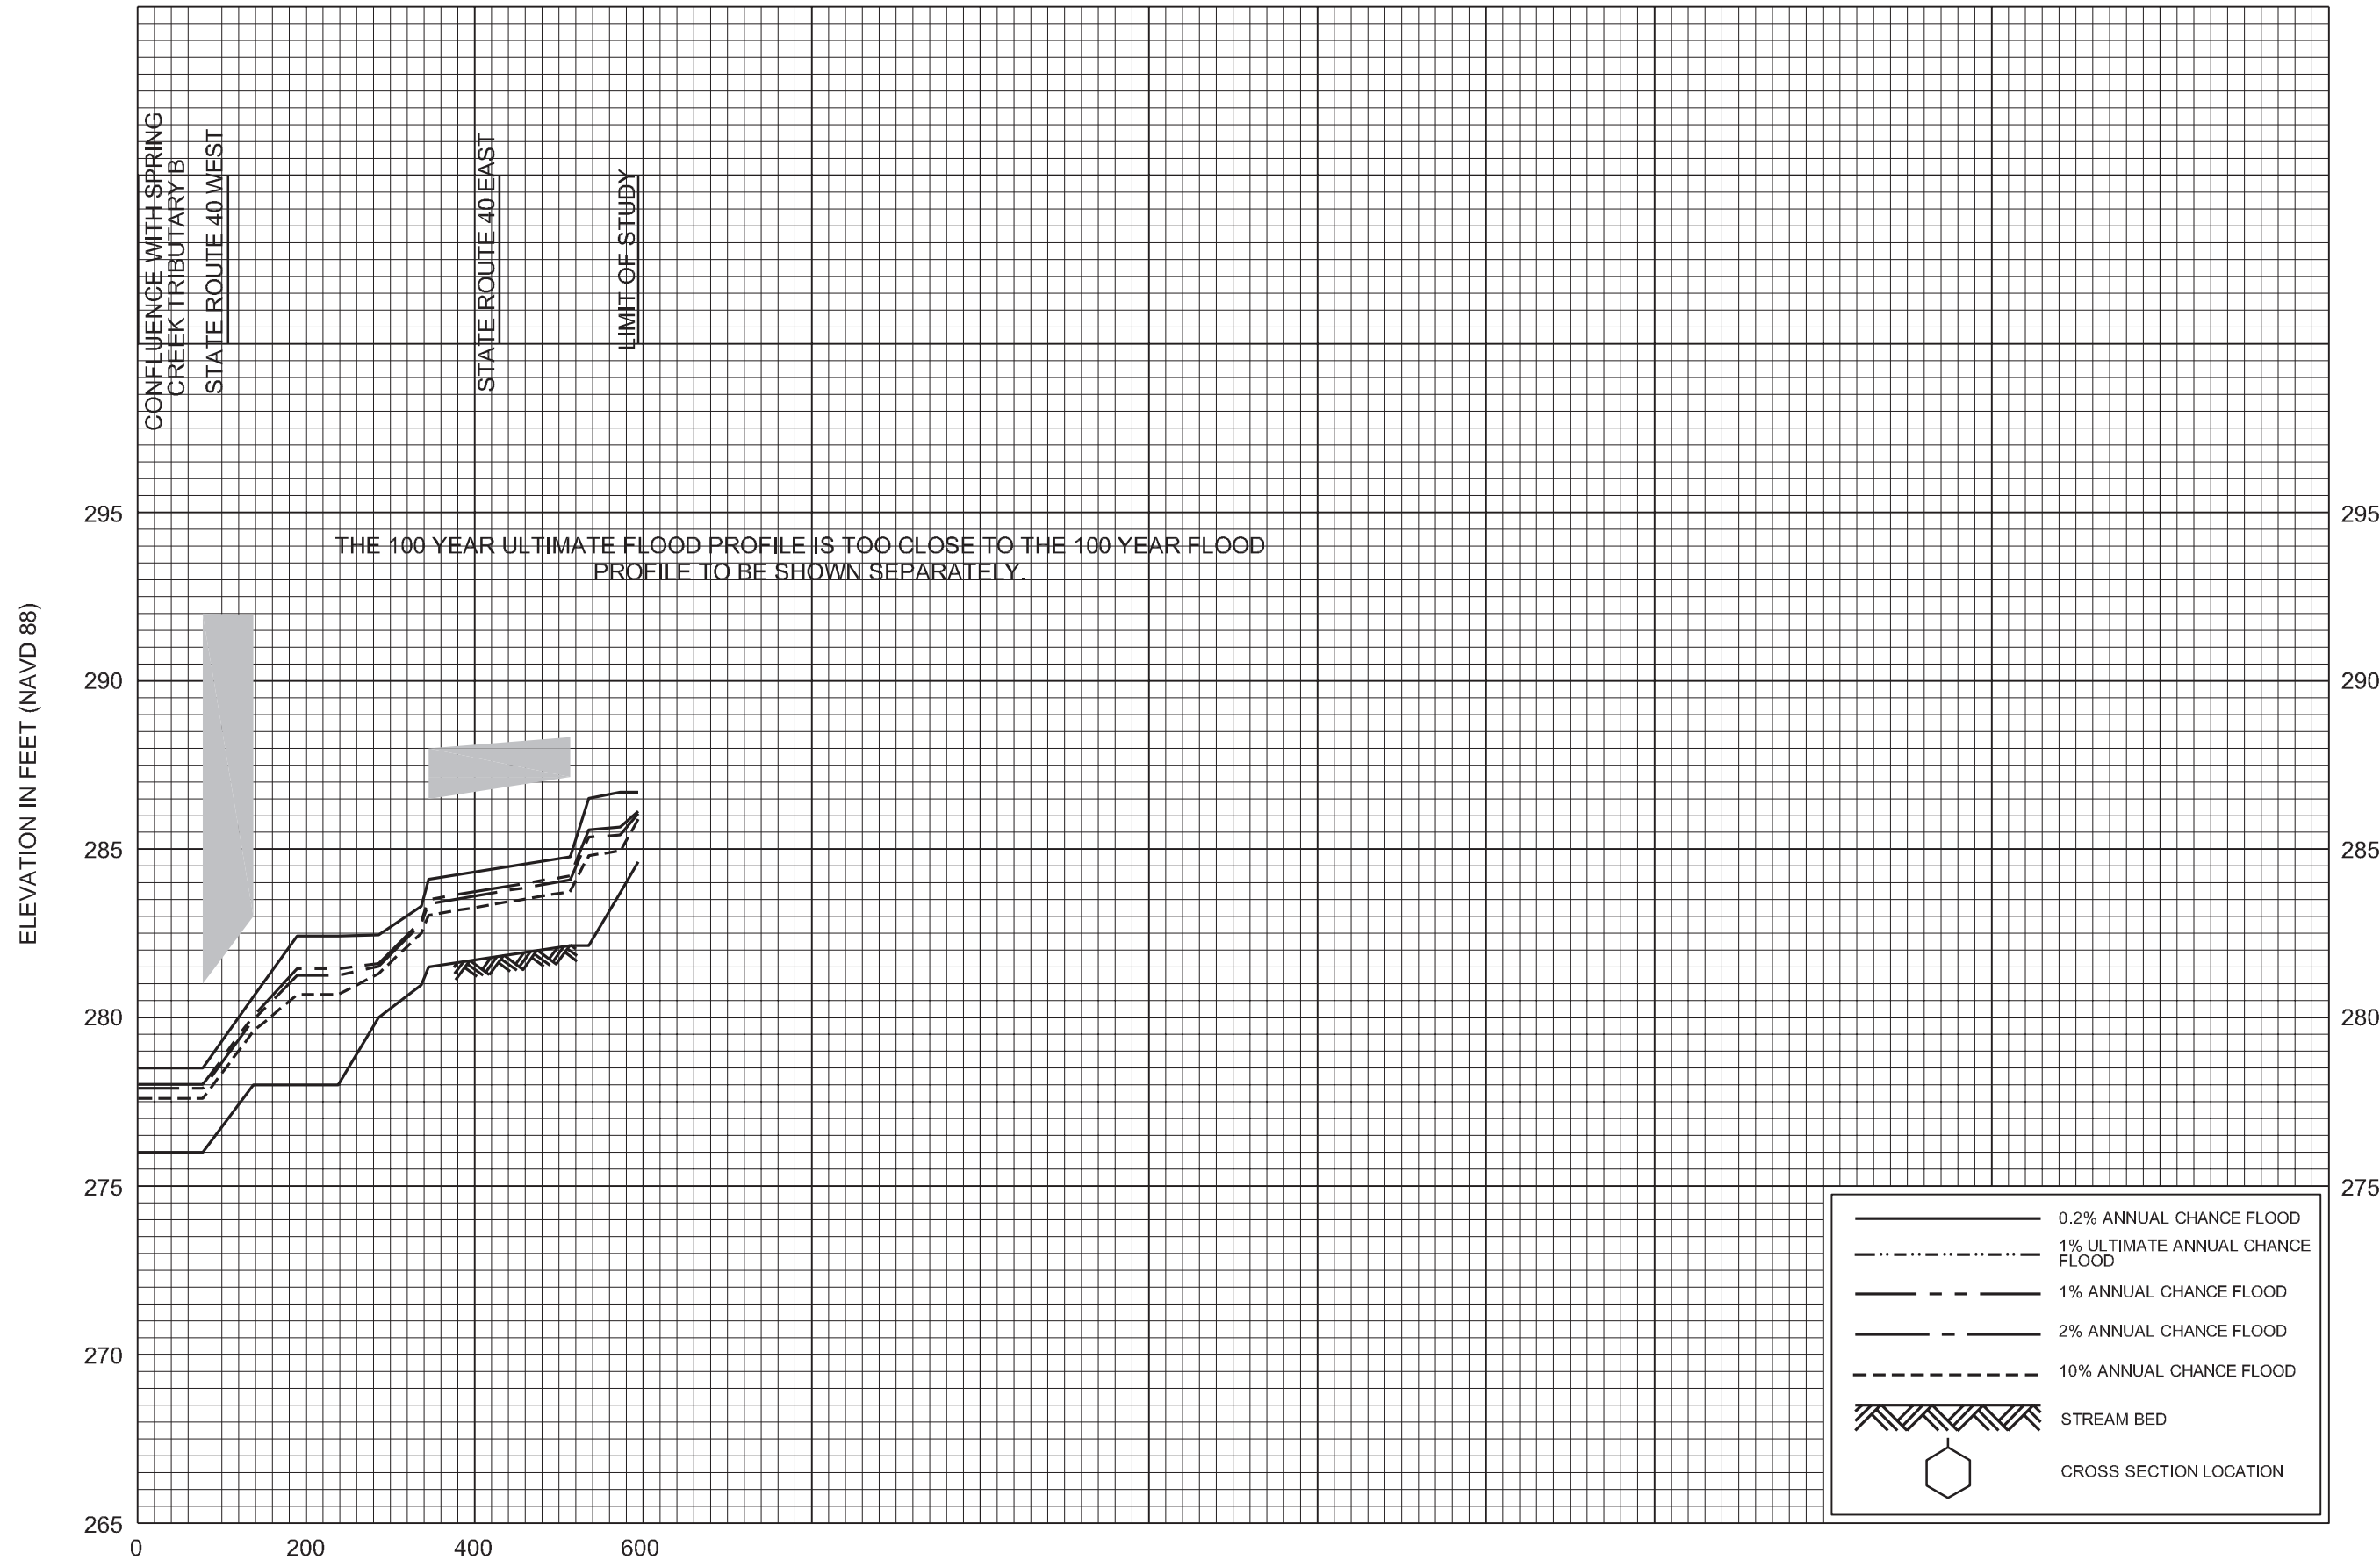 CONFLUENCE WITH SPRING
CREEK TRIBUTARY B
STATE ROUTE 40 WEST
STATE ROUTE 40 EAST
LIMIT OF STUDY
THE 100 YEAR ULTIMATE FLOOD PROFILE IS TOO CLOSE TO THE 100 YEAR FLOOD
PROFILE TO BE SHOWN SEPARATELY.
ELEVATION IN FEET (NAVD 88)
295
290
285
280
275
270
265
0
200
400
600
295
290
285
280
275
0.2% ANNUAL CHANCE FLOOD
1% ULTIMATE ANNUAL CHANCE
FLOOD
1% ANNUAL CHANCE FLOOD
2% ANNUAL CHANCE FLOOD
10% ANNUAL CHANCE FLOOD
STREAM BED
CROSS SECTION LOCATION